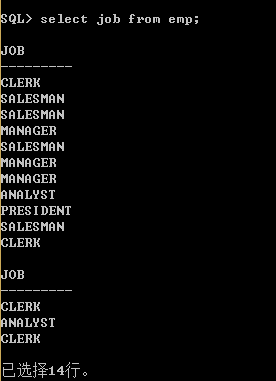 SQL> select job from emp;
JOB
---------
CLERK
SALESMAN
SALESMAN
MANAGER
SALESMAN
MANAGER
MANAGER
ANALYST
PRESIDENT
SALESMAN
CLERK
JOB
---------
CLERK
ANALYST
CLERK
已选择14行。